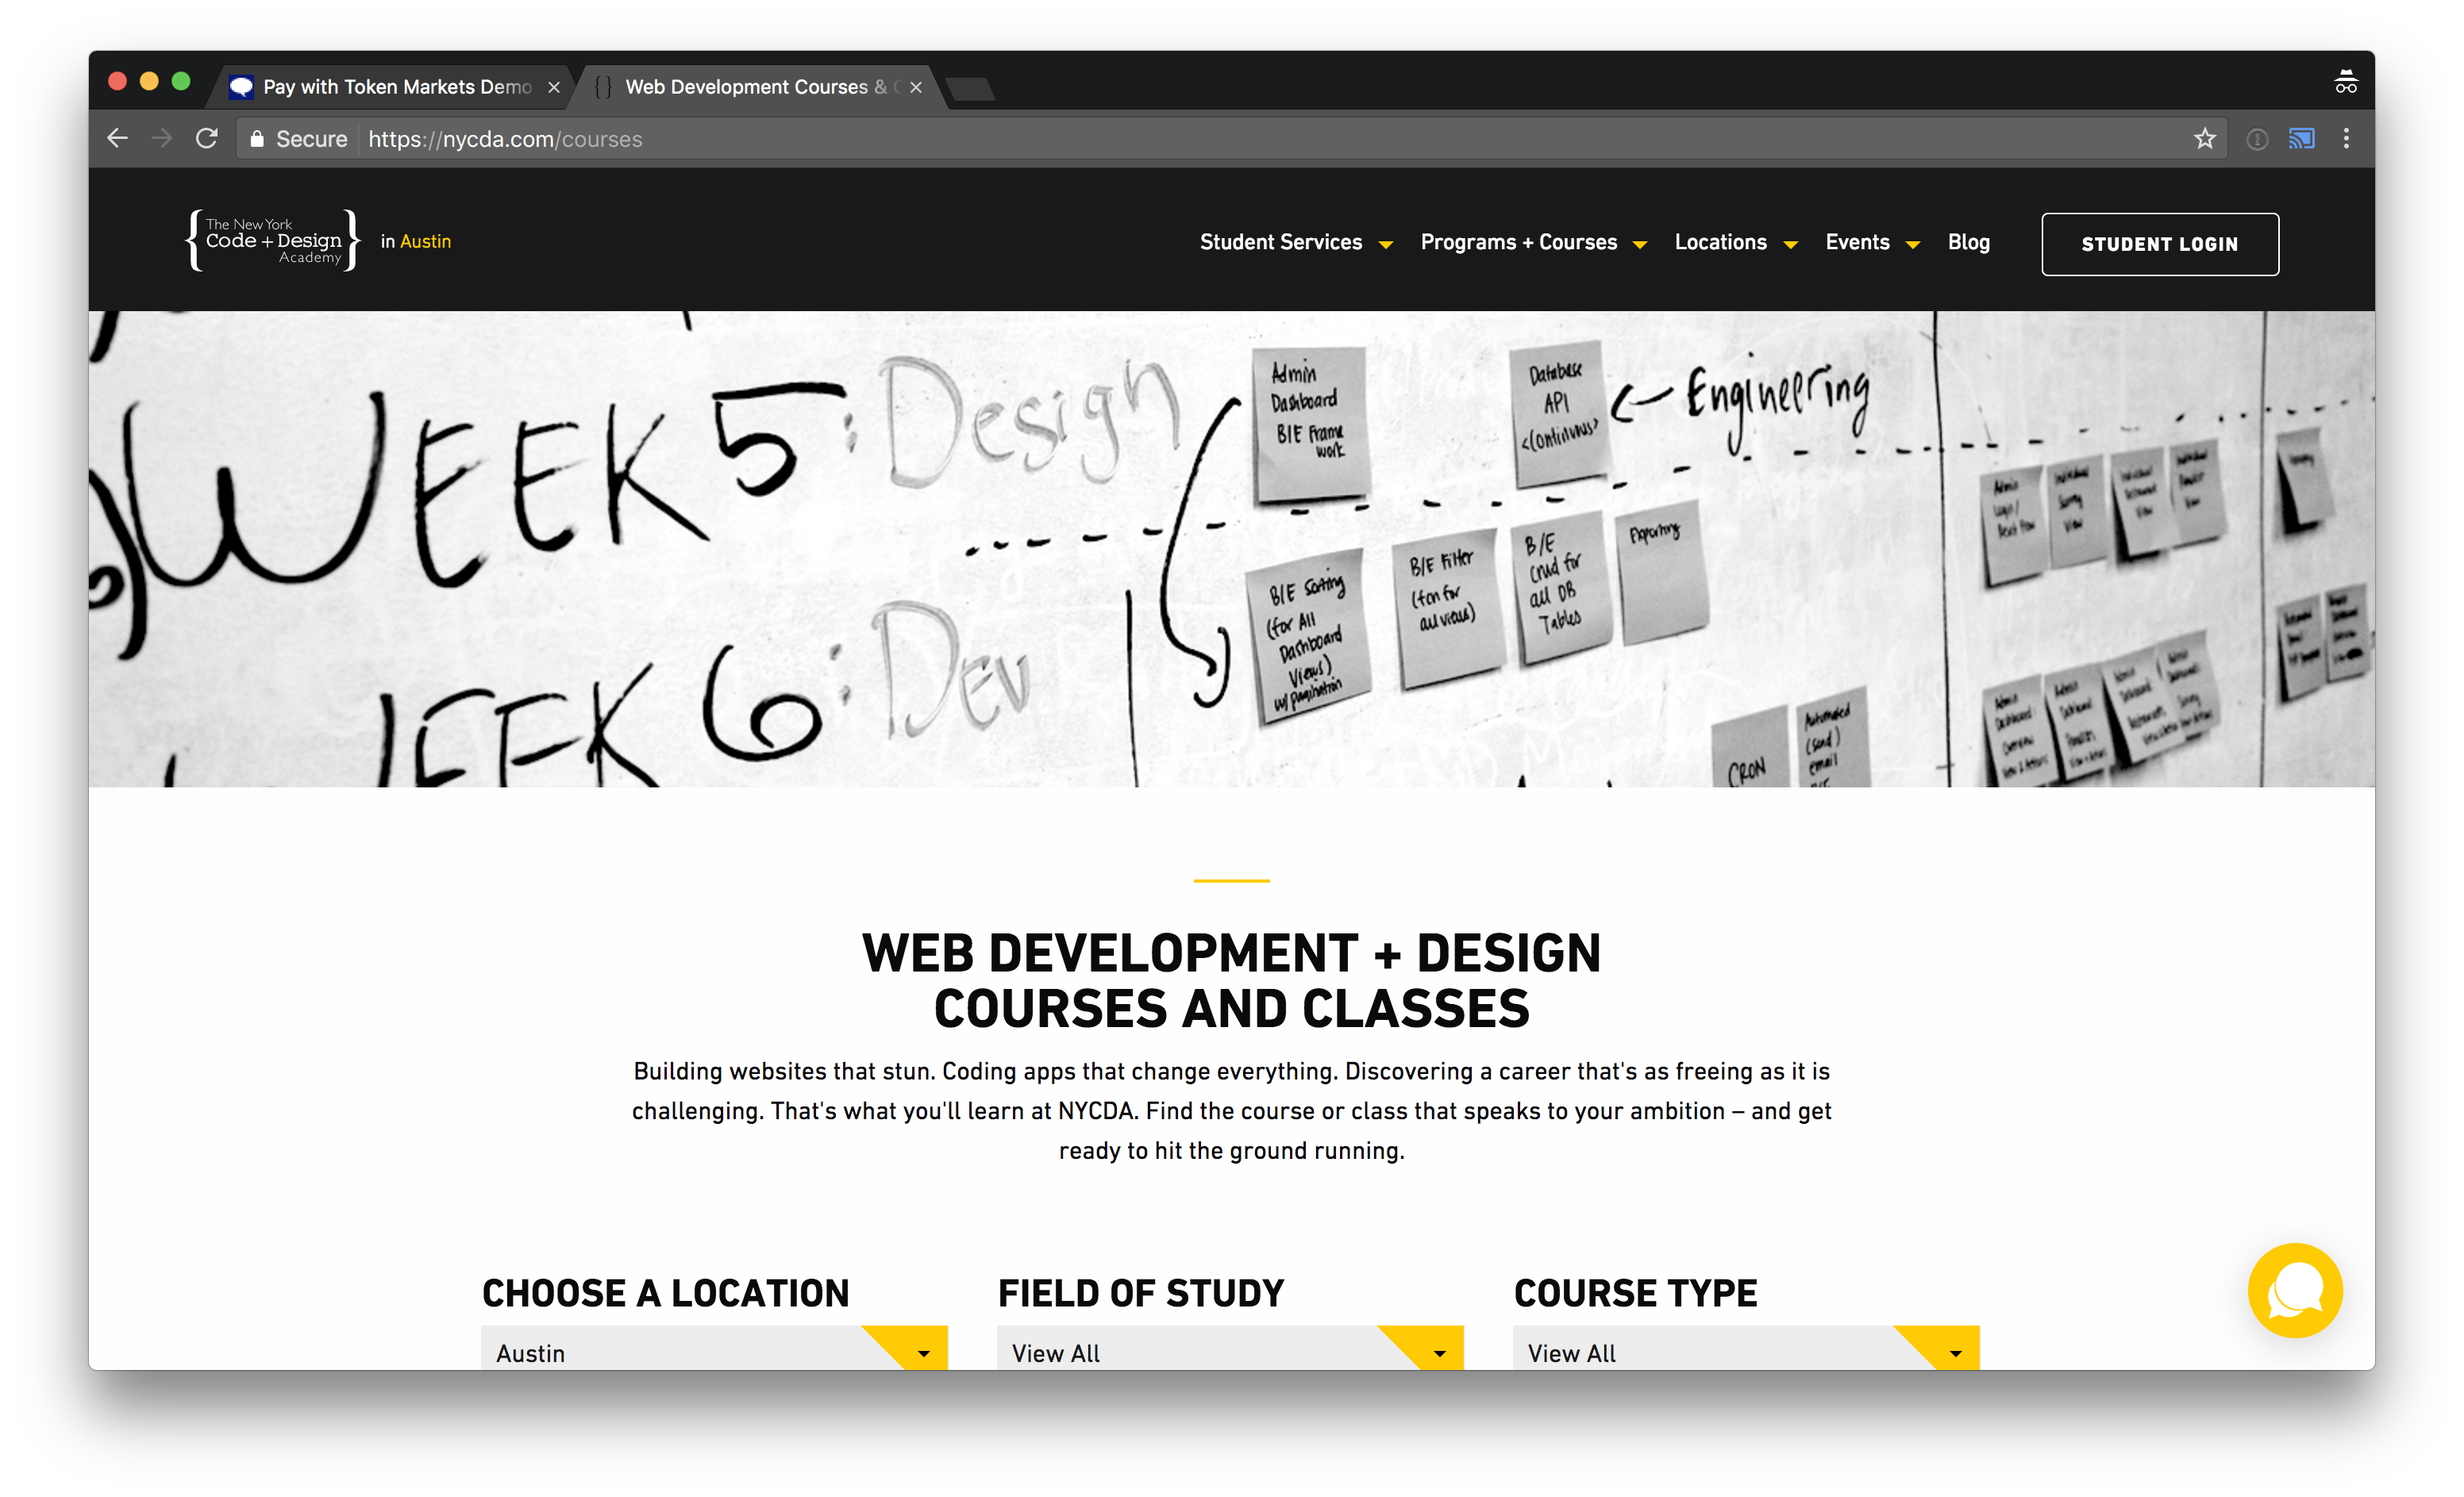 Pay with Token Markets Demo
Web Development Courses &
Secure
https://nycda.com/courses
The New York
Code + Design
Academy
in Austin
Student Services
Programs + Courses
Locations
Events
Blog
STUDENT LOGIN
WEEK 5: Design
WEEK 6: Dev
Admin
Dashboard
B/E Frame
work
Database
API
<(Continuous>
Engineering
B/E Sorting
(for All
Dashboard
Views)
w/ pagination
B/E Filter
(fcn for
all views)
B/E
Crud for
all DB
Tables
Exporting
CRON
Automated
(send)
email
WEB DEVELOPMENT + DESIGN
COURSES AND CLASSES
Building websites that stun. Coding apps that change everything. Discovering a career that's as freeing as it is
challenging. That's what you'll learn at NYCDA. Find the course or class that speaks to your ambition – and get
ready to hit the ground running.
CHOOSE A LOCATION
FIELD OF STUDY
COURSE TYPE
Austin
View All
View All